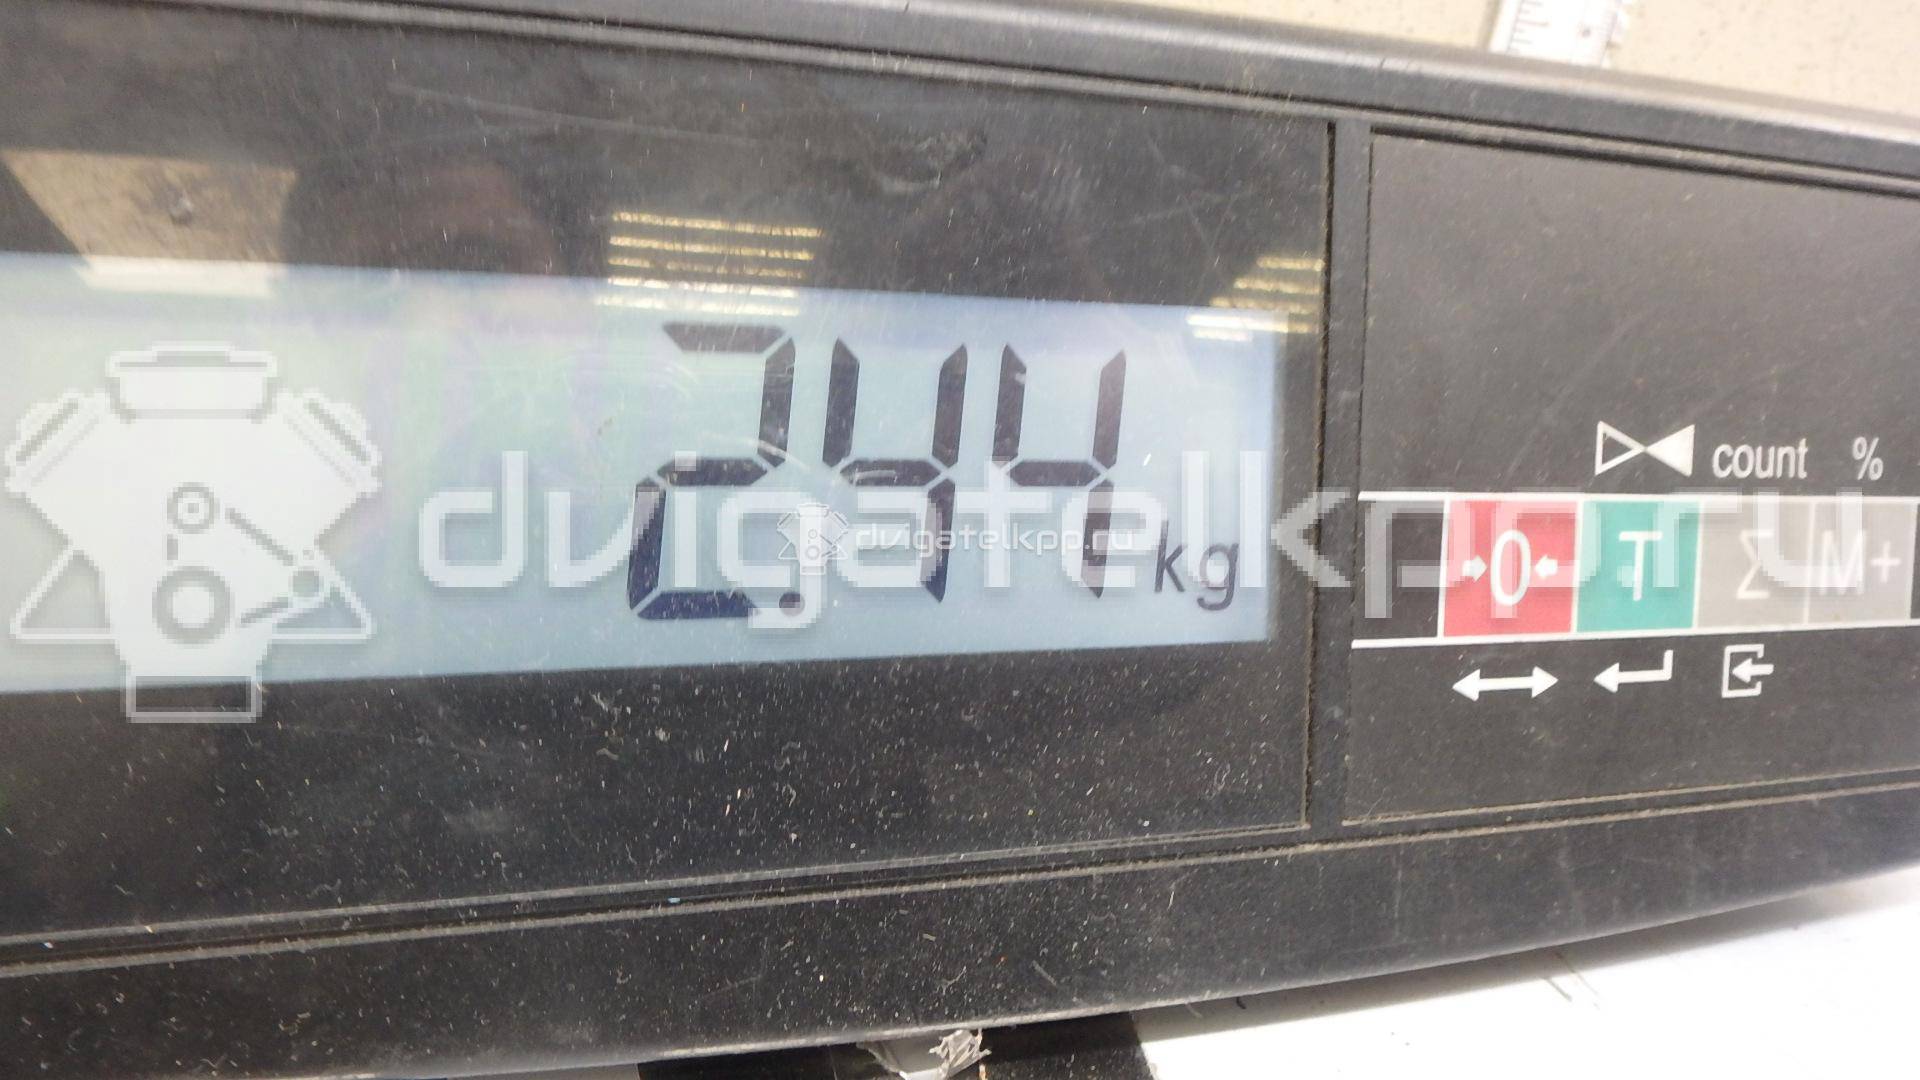 2.44 kg
count %
0 T Σ M+
dvigatelkpp.ru
dvigatelkpp.ru